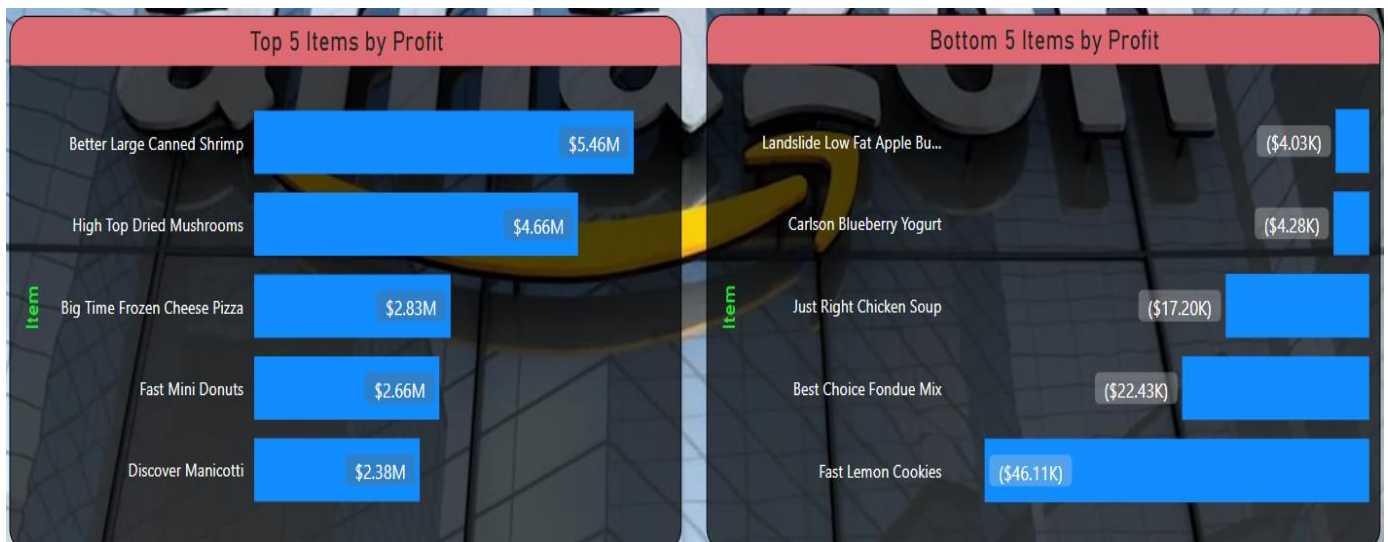 Top 5 Items by Profit
Item
Better Large Canned Shrimp $5.46M
High Top Dried Mushrooms $4.66M
Big Time Frozen Cheese Pizza $2.83M
Fast Mini Donuts $2.66M
Discover Manicotti $2.38M
Bottom 5 Items by Profit
Item
Landslide Low Fat Apple Bu... ($4.03K)
Carlson Blueberry Yogurt ($4.28K)
Just Right Chicken Soup ($17.20K)
Best Choice Fondue Mix ($22.43K)
Fast Lemon Cookies ($46.11K)